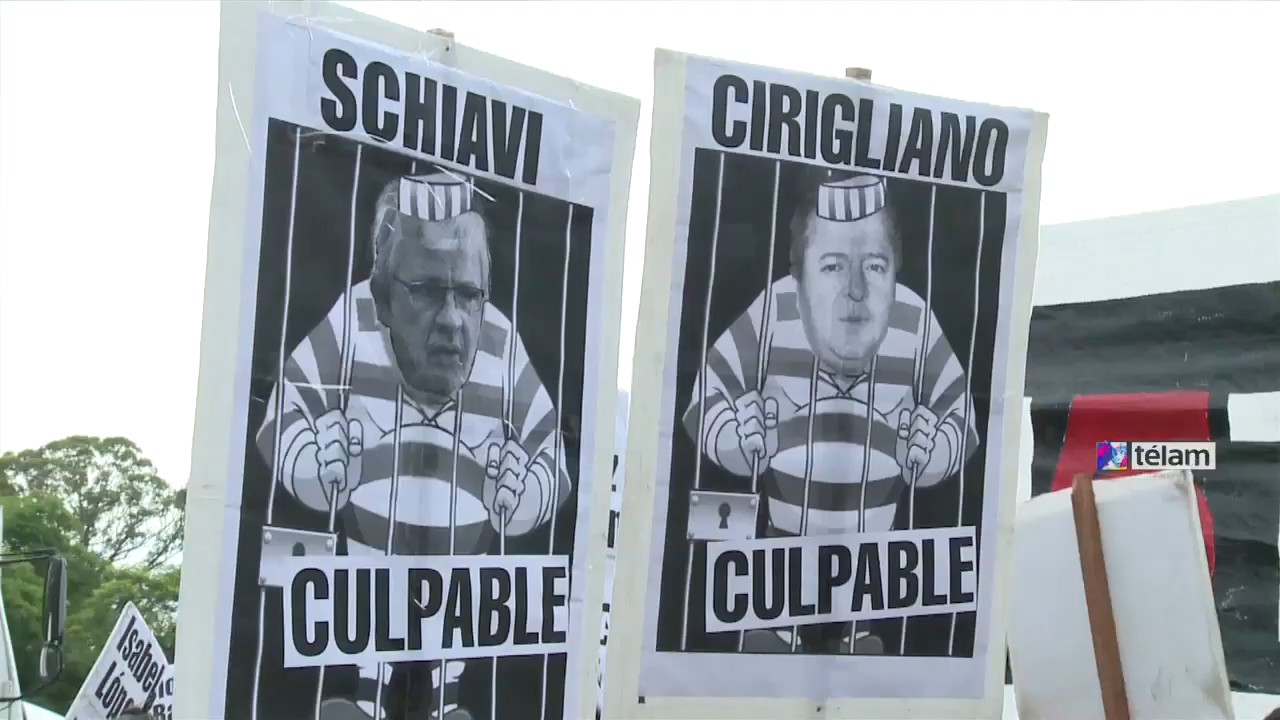 SCHIAVI
CULPABLE
CIRIGLIANO
CULPABLE
télam
Isabel
López